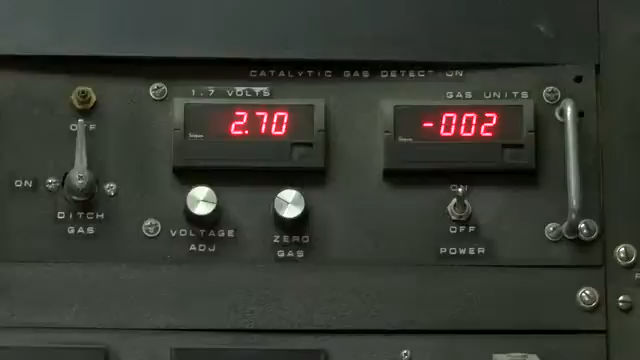 CATALYTIC GAS DETECTION
1.7 VOLTS
GAS UNITS
2.70
-002
OFF
ON
DITCH
GAS
VOLTAGE
ADJ
ZERO
GAS
ON
OFF
POWER